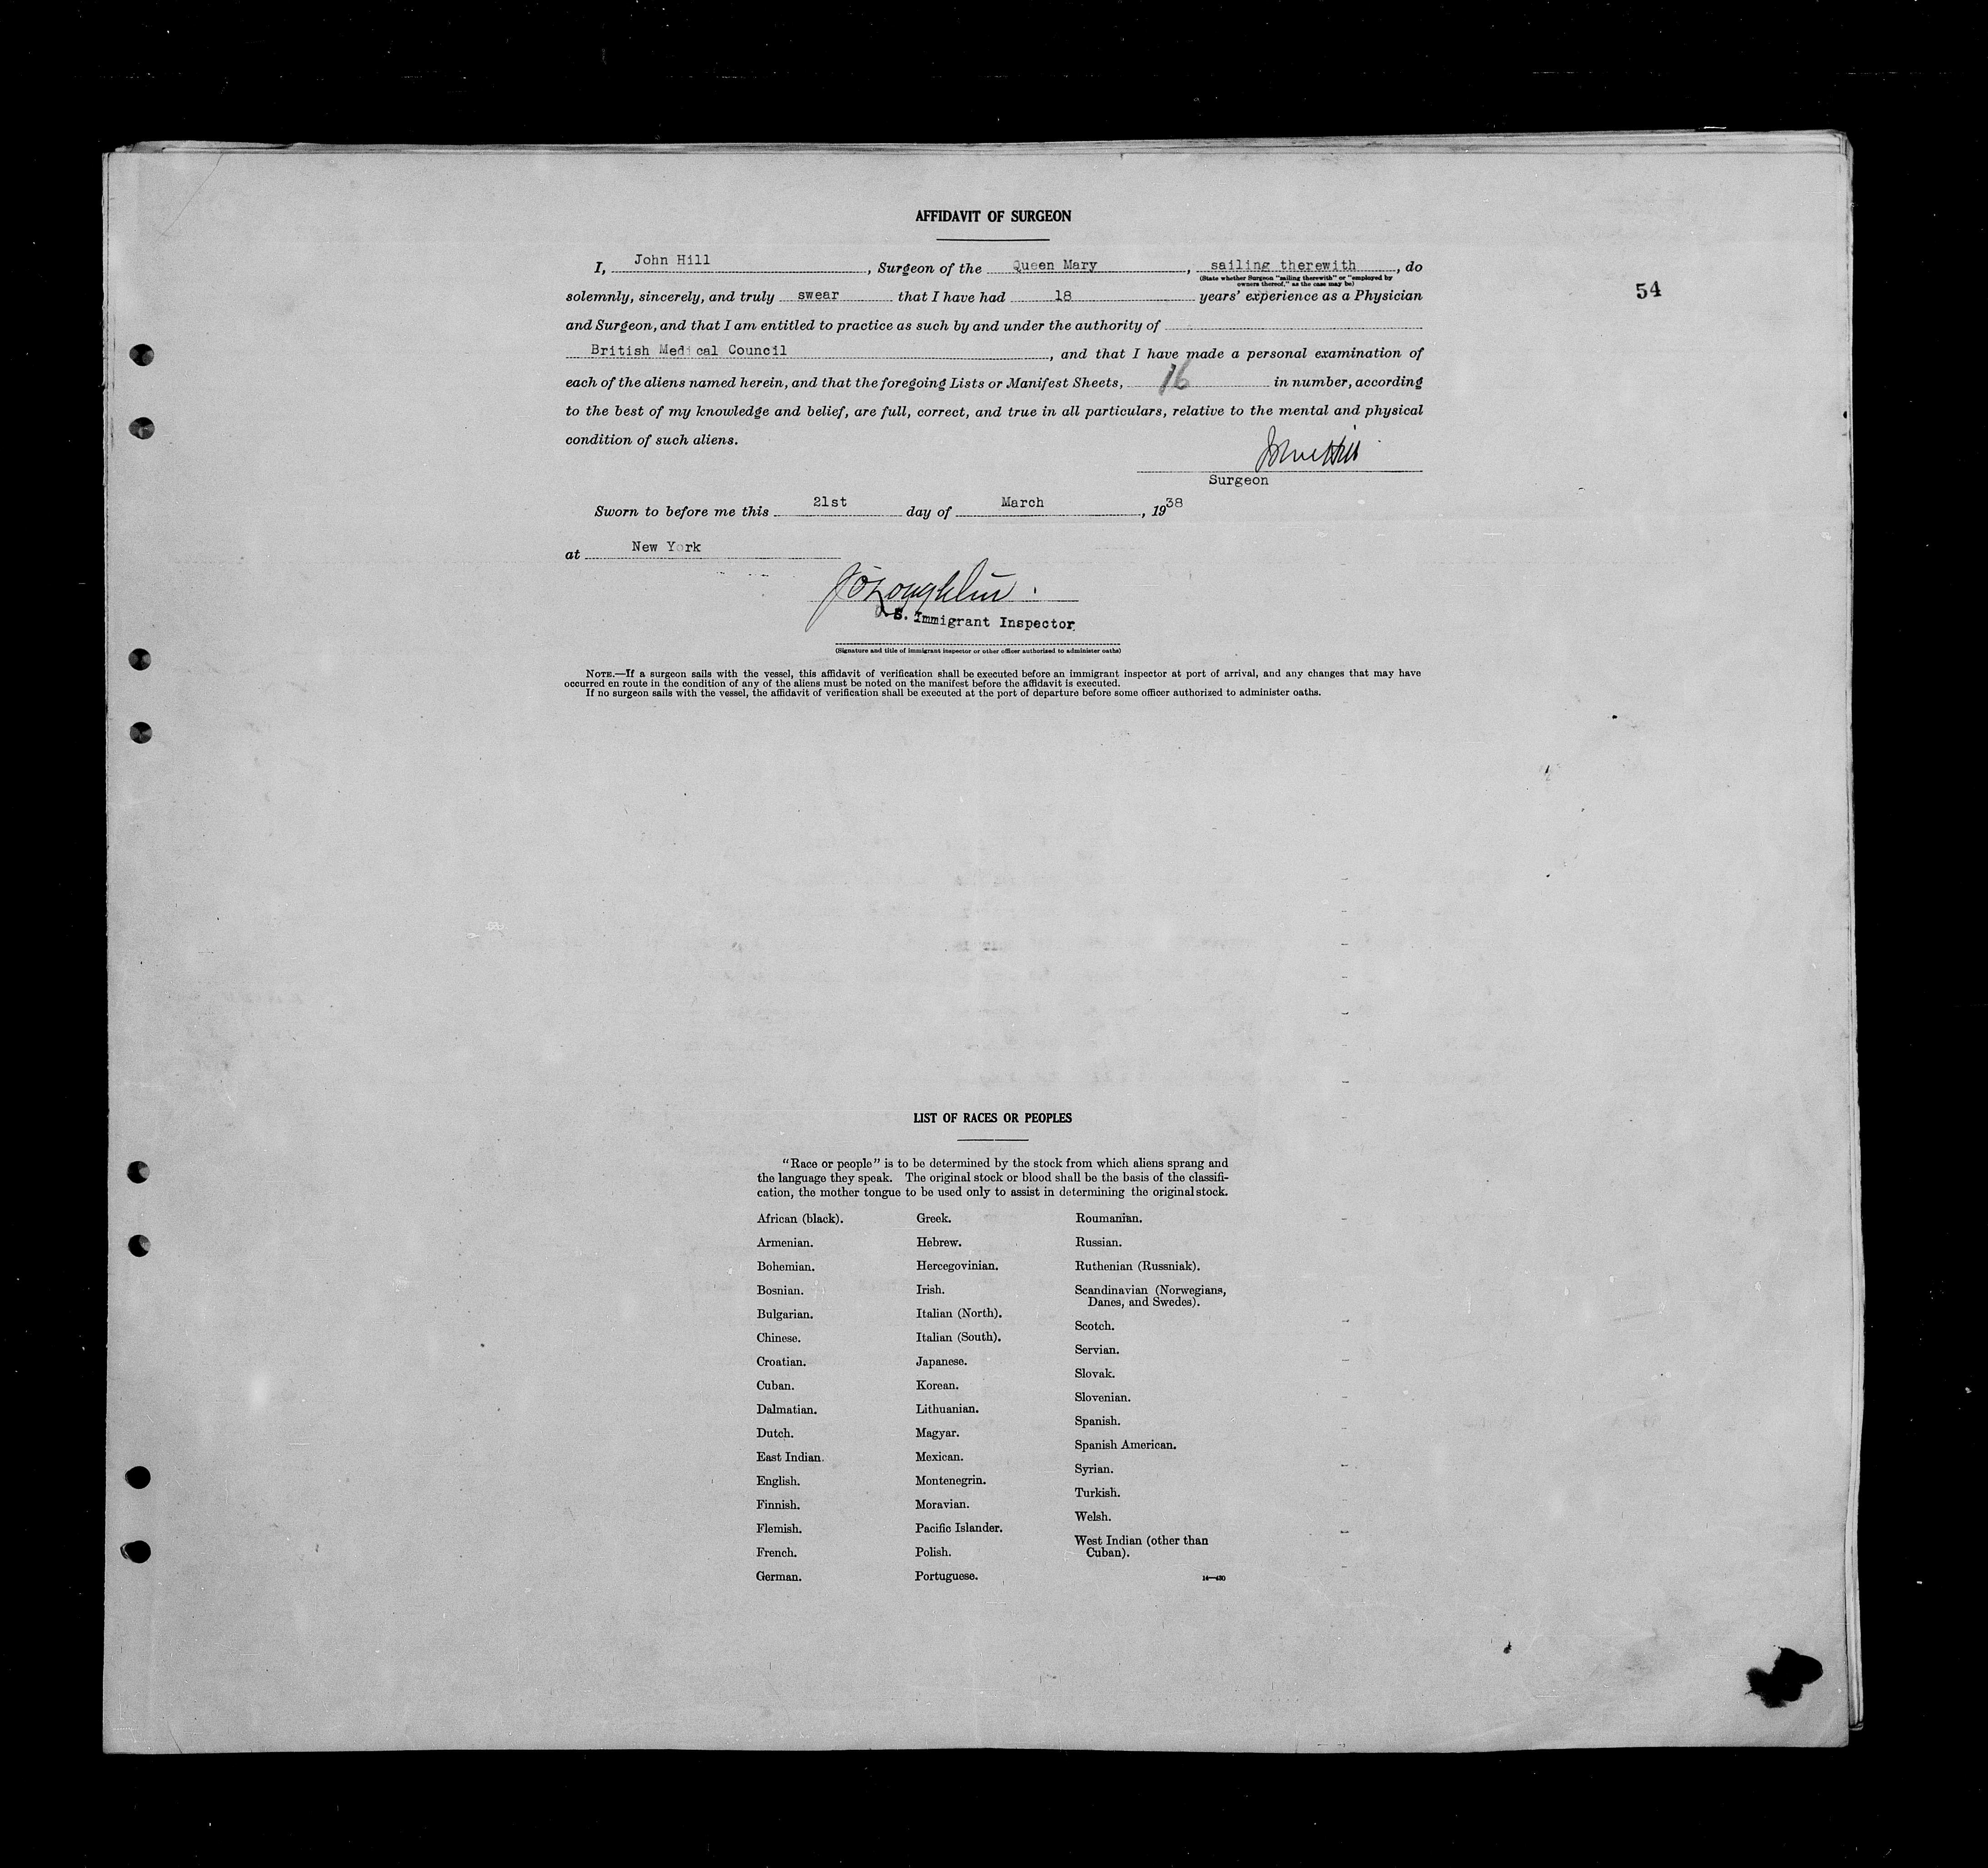 AFFIDAVIT OF SURGEON
I, John Hill, Surgeon of the Queen Mary, sailing therewith, do
(State whether Surgeon "sailing therewith" or "employed by
owners thereof," as the case may be)
54
solemnly, sincerely, and truly swear that I have had 18 years' experience as a Physician
and Surgeon, and that I am entitled to practice as such by and under the authority of
British Medical Council, and that I have made a personal examination of
each of the aliens named herein, and that the foregoing Lists or Manifest Sheets, 16 in number, according
to the best of my knowledge and belief, are full, correct, and true in all particulars, relative to the mental and physical
condition of such aliens.
John Hill
Surgeon
Sworn to before me this 21st day of March, 1938
at New York
J O'Loughlin
S. Immigrant Inspector
(Signature and title of immigrant inspector or other officer authorized to administer oaths)
NOTE.—If a surgeon sails with the vessel, this affidavit of verification shall be executed before an immigrant inspector at port of arrival, and any changes that may have
occurred en route in the condition of any of the aliens must be noted on the manifest before the affidavit is executed.
If no surgeon sails with the vessel, the affidavit of verification shall be executed at the port of departure before some officer authorized to administer oaths.
LIST OF RACES OR PEOPLES
"Race or people" is to be determined by the stock from which aliens sprang and
the language they speak. The original stock or blood shall be the basis of the classifi-
cation, the mother tongue to be used only to assist in determining the original stock.
African (black).
Armenian.
Bohemian.
Bosnian.
Bulgarian.
Chinese.
Croatian.
Cuban.
Dalmatian.
Dutch.
East Indian.
English.
Finnish.
Flemish.
French.
German.
Greek.
Hebrew.
Hercegovinian.
Irish.
Italian (North).
Italian (South).
Japanese.
Korean.
Lithuanian.
Magyar.
Mexican.
Montenegrin.
Moravian.
Pacific Islander.
Polish.
Portuguese.
Roumanian.
Russian.
Ruthenian (Russniak).
Scandinavian (Norwegians,
Danes, and Swedes).
Scotch.
Servian.
Slovak.
Slovenian.
Spanish.
Spanish American.
Syrian.
Turkish.
Welsh.
West Indian (other than
Cuban).
14—430